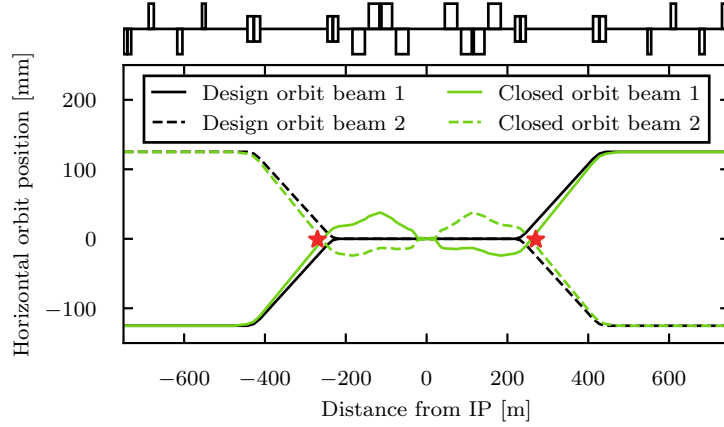 200
100
0
−100
Horizontal orbit position [mm]
Design orbit beam 1
Design orbit beam 2
Closed orbit beam 1
Closed orbit beam 2
−600 −400 −200 0 200 400 600
Distance from IP [m]